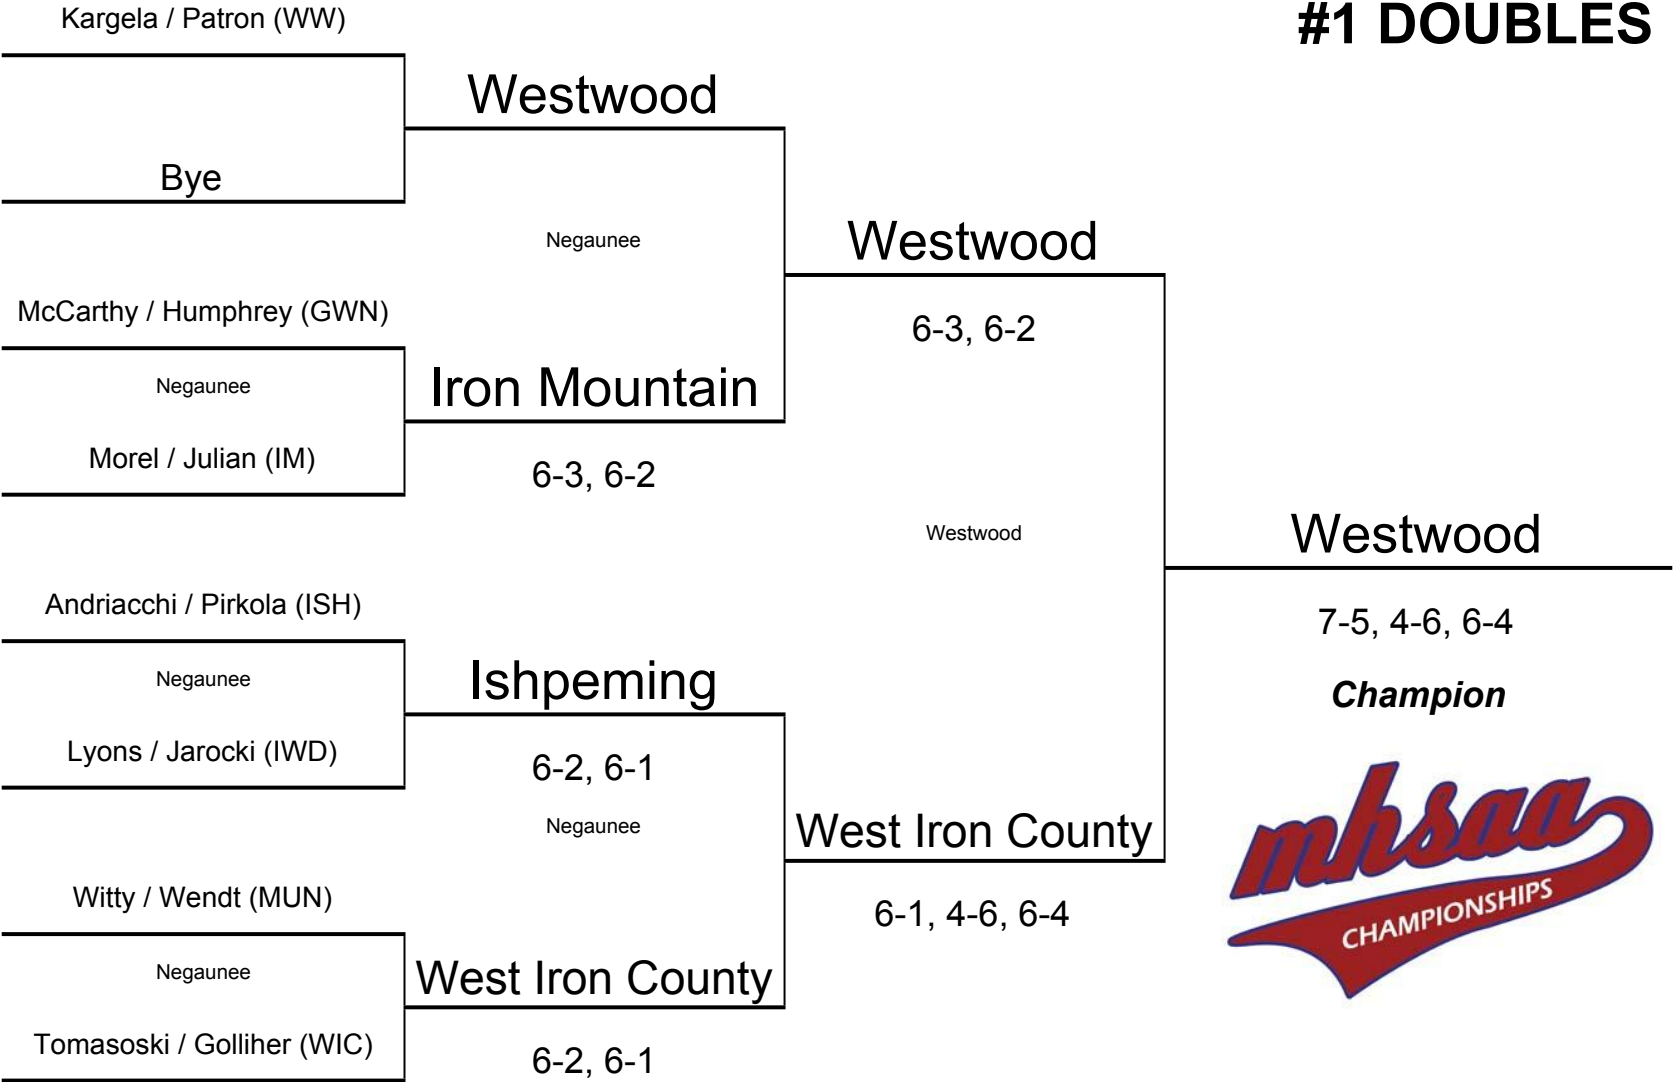 Kargela / Patron (WW)
#1 DOUBLES
Westwood
Bye
Negaunee
Westwood
McCarthy / Humphrey (GWN)
6-3, 6-2
Negaunee
Iron Mountain
Morel / Julian (IM)
6-3, 6-2
Westwood
Westwood
Andriacchi / Pirkola (ISH)
7-5, 4-6, 6-4
Negaunee
Ishpeming
Champion
Lyons / Jarocki (IWD)
6-2, 6-1
Negaunee
West Iron County
mhsaa
CHAMPIONSHIPS
Witty / Wendt (MUN)
6-1, 4-6, 6-4
Negaunee
West Iron County
Tomasoski / Golliher (WIC)
6-2, 6-1